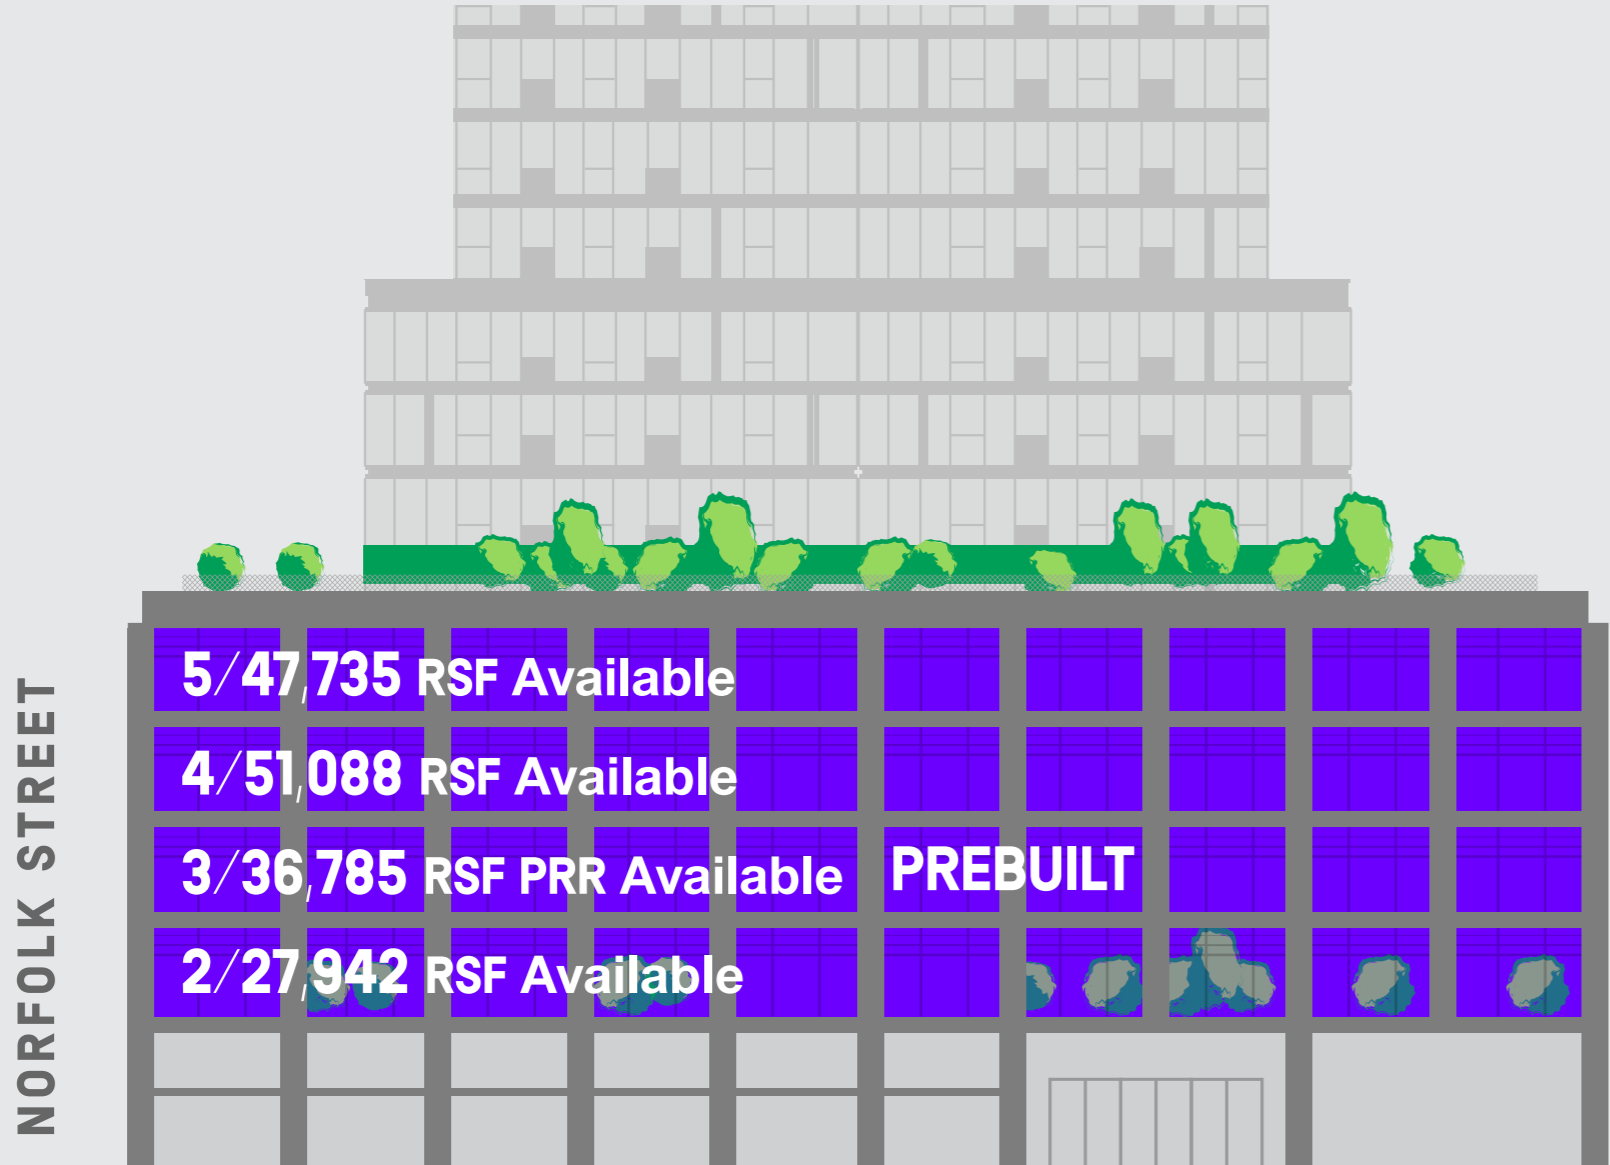 5/47,735 RSF Available
4/51,088 RSF Available
3/36,785 RSF PRR Available PREBUILT
2/27,942 RSF Available
NORFOLK STREET